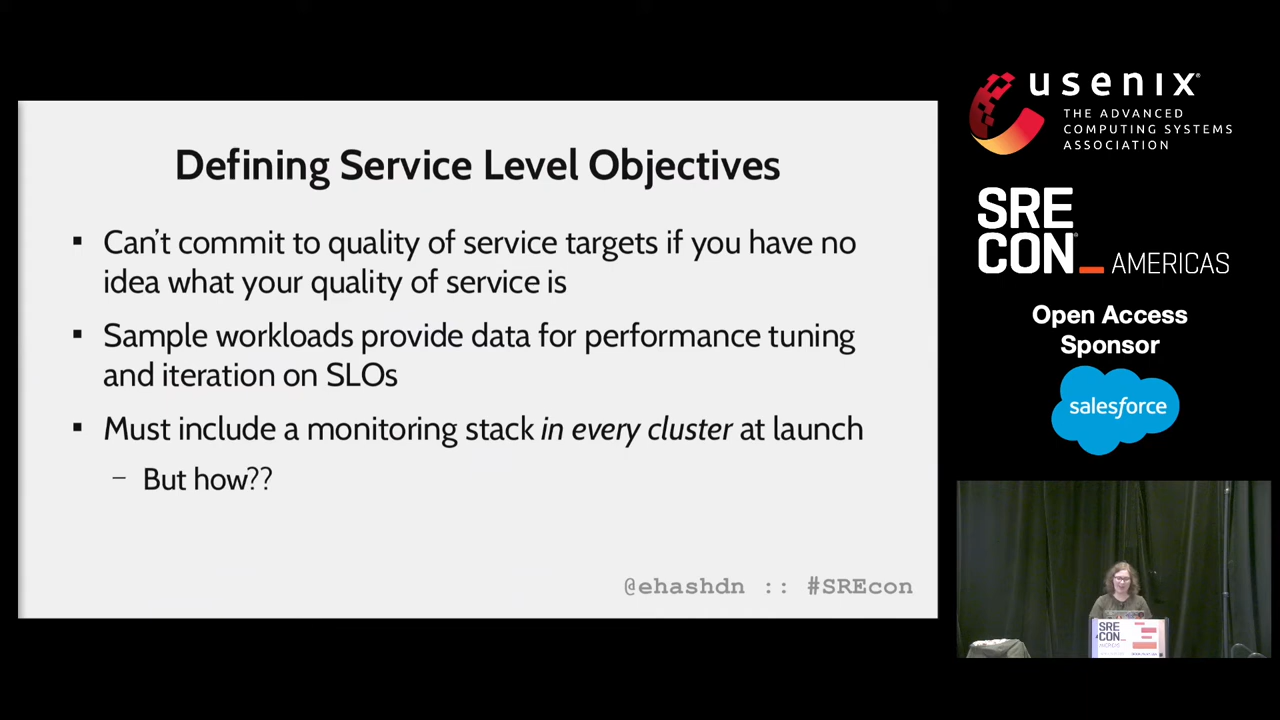 Defining Service Level Objectives
Can't commit to quality of service targets if you have no
idea what your quality of service is
Sample workloads provide data for performance tuning
and iteration on SLOs
Must include a monitoring stack in every cluster at launch
– But how??
@ehashdn :: #SREcon
usenix
THE ADVANCED
COMPUTING SYSTEMS
ASSOCIATION
SRE
CON_ AMERICAS
Open Access
Sponsor
salesforce
SRE
CON_